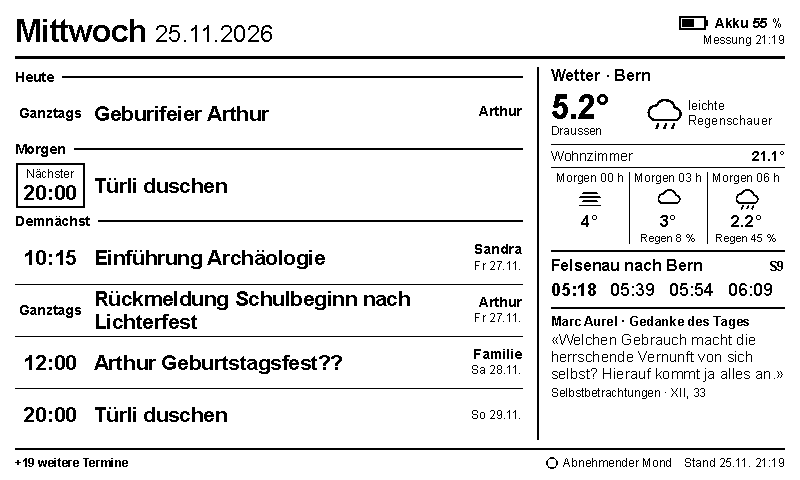 Mittwoch 25.11.2026
Akku 55 %
Messung 21:19
Heute
Ganztags Geburifeier Arthur Arthur
Morgen
Nächster
20:00 Türli duschen
Demnächst
10:15 Einführung Archäologie Sandra
Fr 27.11.
Ganztags Rückmeldung Schulbeginn nach
Lichterfest
Arthur
Fr 27.11.
12:00 Arthur Geburtstagsfest?? Familie
Sa 28.11.
20:00 Türli duschen So 29.11.
+19 weitere Termine
Wetter · Bern
5.2°
Draussen
leichte
Regenschauer
Wohnzimmer 21.1°
Morgen 00 h Morgen 03 h Morgen 06 h
4° 3° 2.2°
Regen 8 % Regen 45 %
Felsenau nach Bern S9
05:18 05:39 05:54 06:09
Marc Aurel · Gedanke des Tages
«Welchen Gebrauch macht die
herrschende Vernunft von sich
selbst? Hierauf kommt ja alles an.»
Selbstbetrachtungen · XII, 33
Abnehmender Mond Stand 25.11. 21:19